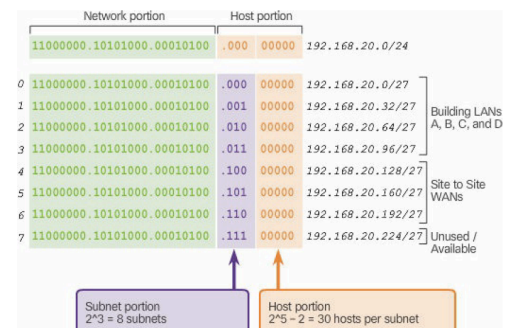 Network portion Host portion
11000000.10101000.00010100 .000 00000 192.168.20.0/24
0 11000000.10101000.00010100 .000 00000 192.168.20.0/27
1 11000000.10101000.00010100 .001 00000 192.168.20.32/27
2 11000000.10101000.00010100 .010 00000 192.168.20.64/27
3 11000000.10101000.00010100 .011 00000 192.168.20.96/27
Building LANs
A, B, C, and D
4 11000000.10101000.00010100 .100 00000 192.168.20.128/27
5 11000000.10101000.00010100 .101 00000 192.168.20.160/27
6 11000000.10101000.00010100 .110 00000 192.168.20.192/27
Site to Site
WANs
7 11000000.10101000.00010100 .111 00000 192.168.20.224/27
Unused /
Available
Subnet portion
2^3 = 8 subnets
Host portion
2^5 – 2 = 30 hosts per subnet